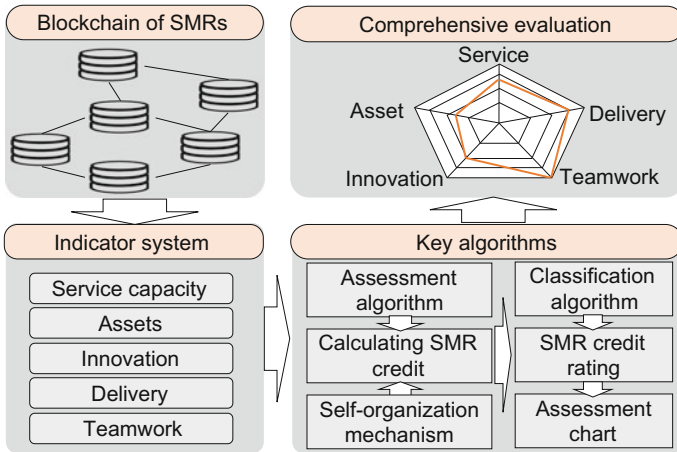 Blockchain of SMRs
Comprehensive evaluation
Service
Asset
Delivery
Innovation
Teamwork
Indicator system
Service capacity
Assets
Innovation
Delivery
Teamwork
Key algorithms
Assessment
algorithm
Calculating SMR
credit
Self-organization
mechanism
Classification
algorithm
SMR credit
rating
Assessment
chart